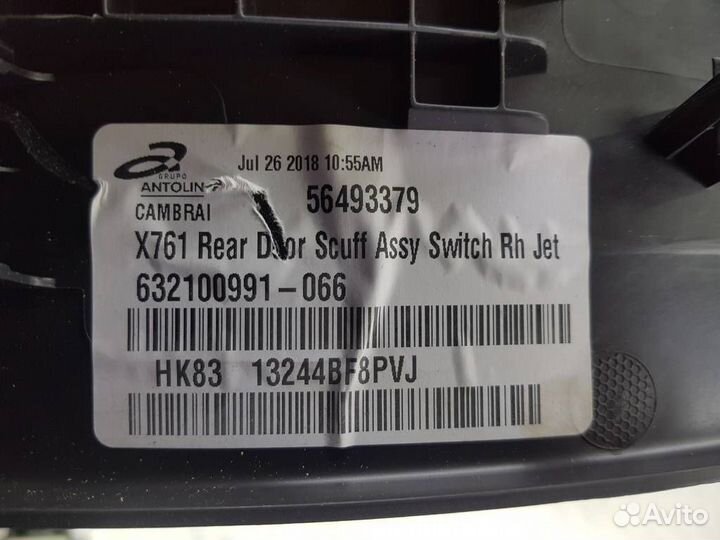 GRUPO
ANTOLIN
Jul 26 2018 10:55AM
CAMBRAI
56493379
X761 Rear Door Scuff Assy Switch Rh Jet
632100991-066
HK83 13244BF8PVJ
Avito